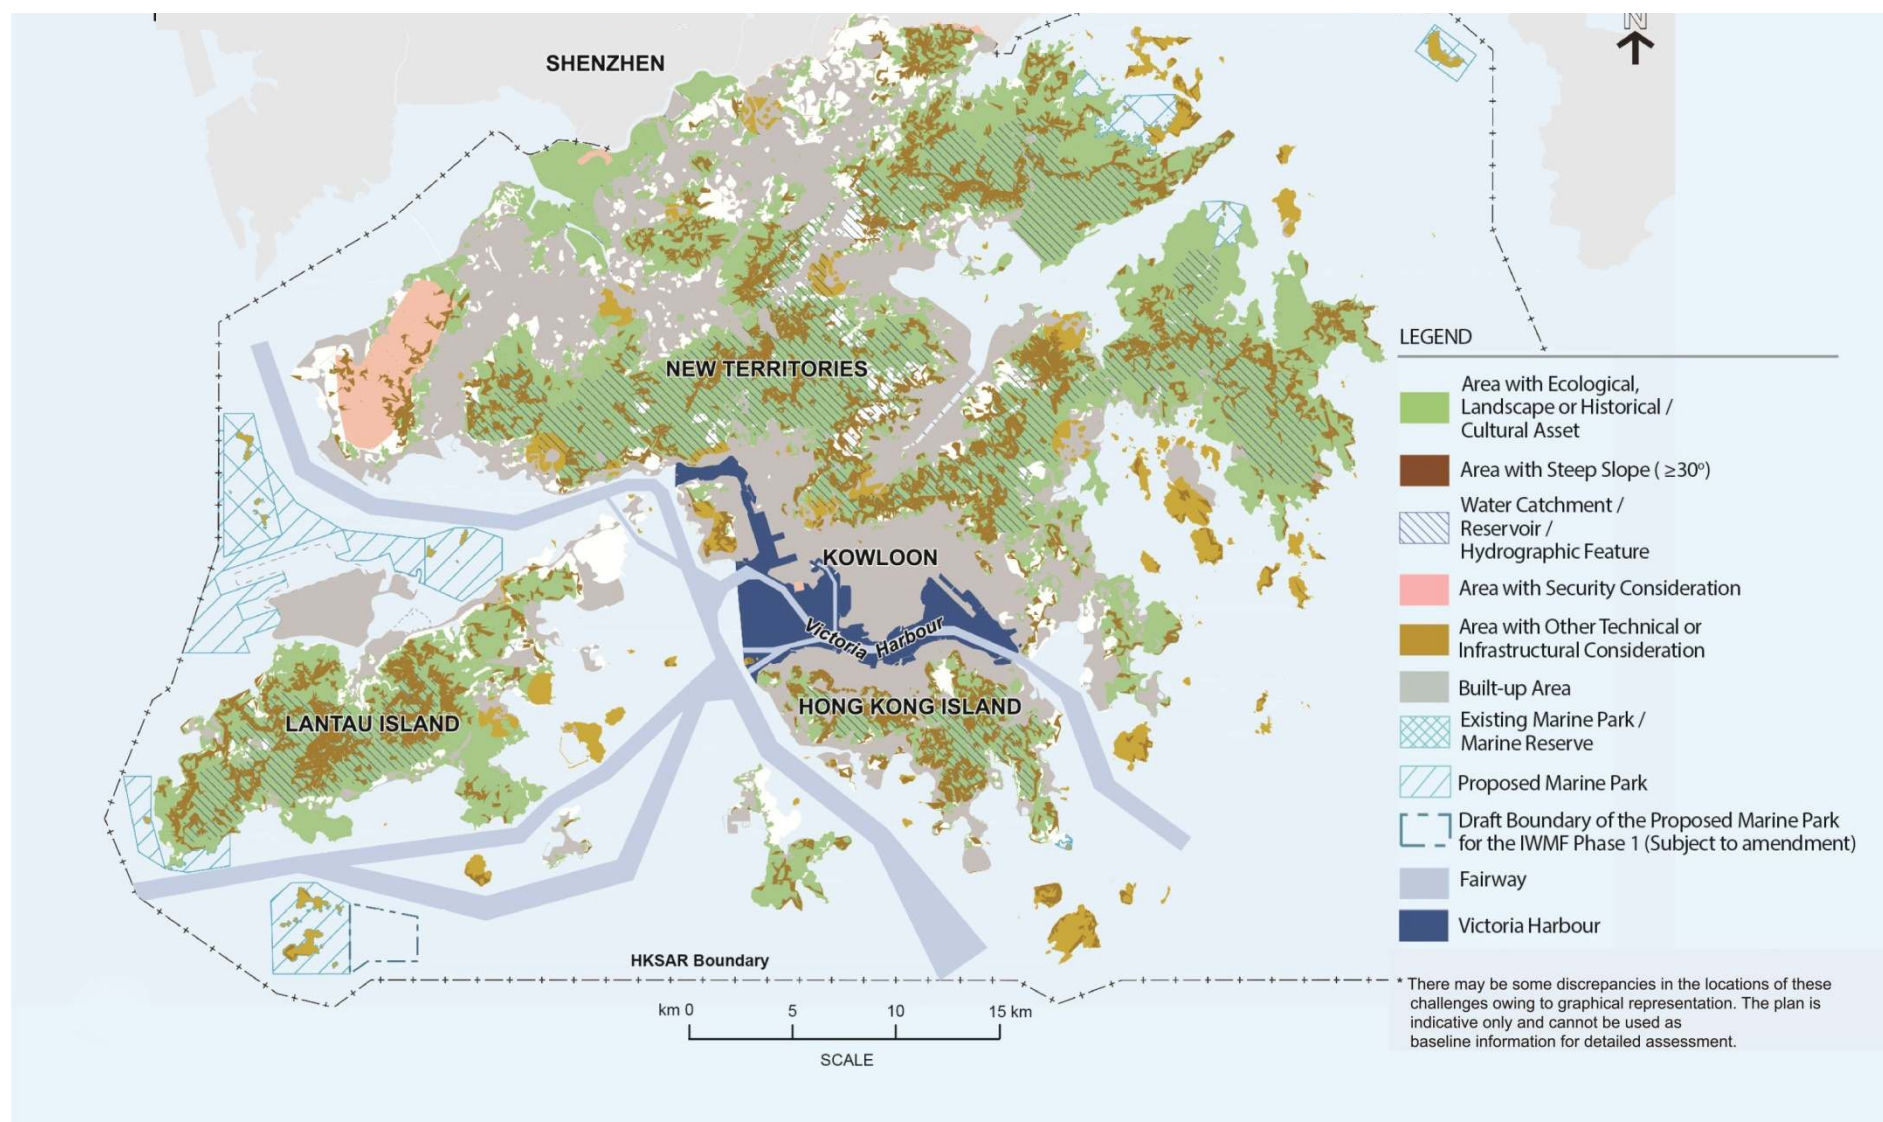 N
SHENZHEN
NEW TERRITORIES
KOWLOON
Victoria Harbour
HONG KONG ISLAND
LANTAU ISLAND
HKSAR Boundary
km 0 5 10 15 km
SCALE
LEGEND
Area with Ecological,
Landscape or Historical /
Cultural Asset
Area with Steep Slope ( ≥30°)
Water Catchment /
Reservoir /
Hydrographic Feature
Area with Security Consideration
Area with Other Technical or
Infrastructural Consideration
Built-up Area
Existing Marine Park /
Marine Reserve
Proposed Marine Park
Draft Boundary of the Proposed Marine Park
for the IWMF Phase 1 (Subject to amendment)
Fairway
Victoria Harbour
* There may be some discrepancies in the locations of these
challenges owing to graphical representation. The plan is
indicative only and cannot be used as
baseline information for detailed assessment.